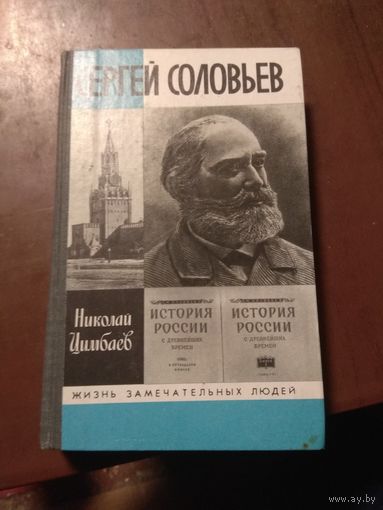 СЕРГЕЙ СОЛОВЬЕВ
Николай
Цимбаев
ИСТОРИЯ
РОССИИ
С ДРЕВНЕЙШИХ
ВРЕМЕН
ИСТОРИЯ
РОССИИ
С ДРЕВНЕЙШИХ
ВРЕМЕН
ЖИЗНЬ ЗАМЕЧАТЕЛЬНЫХ ЛЮДЕЙ
www.ay.by